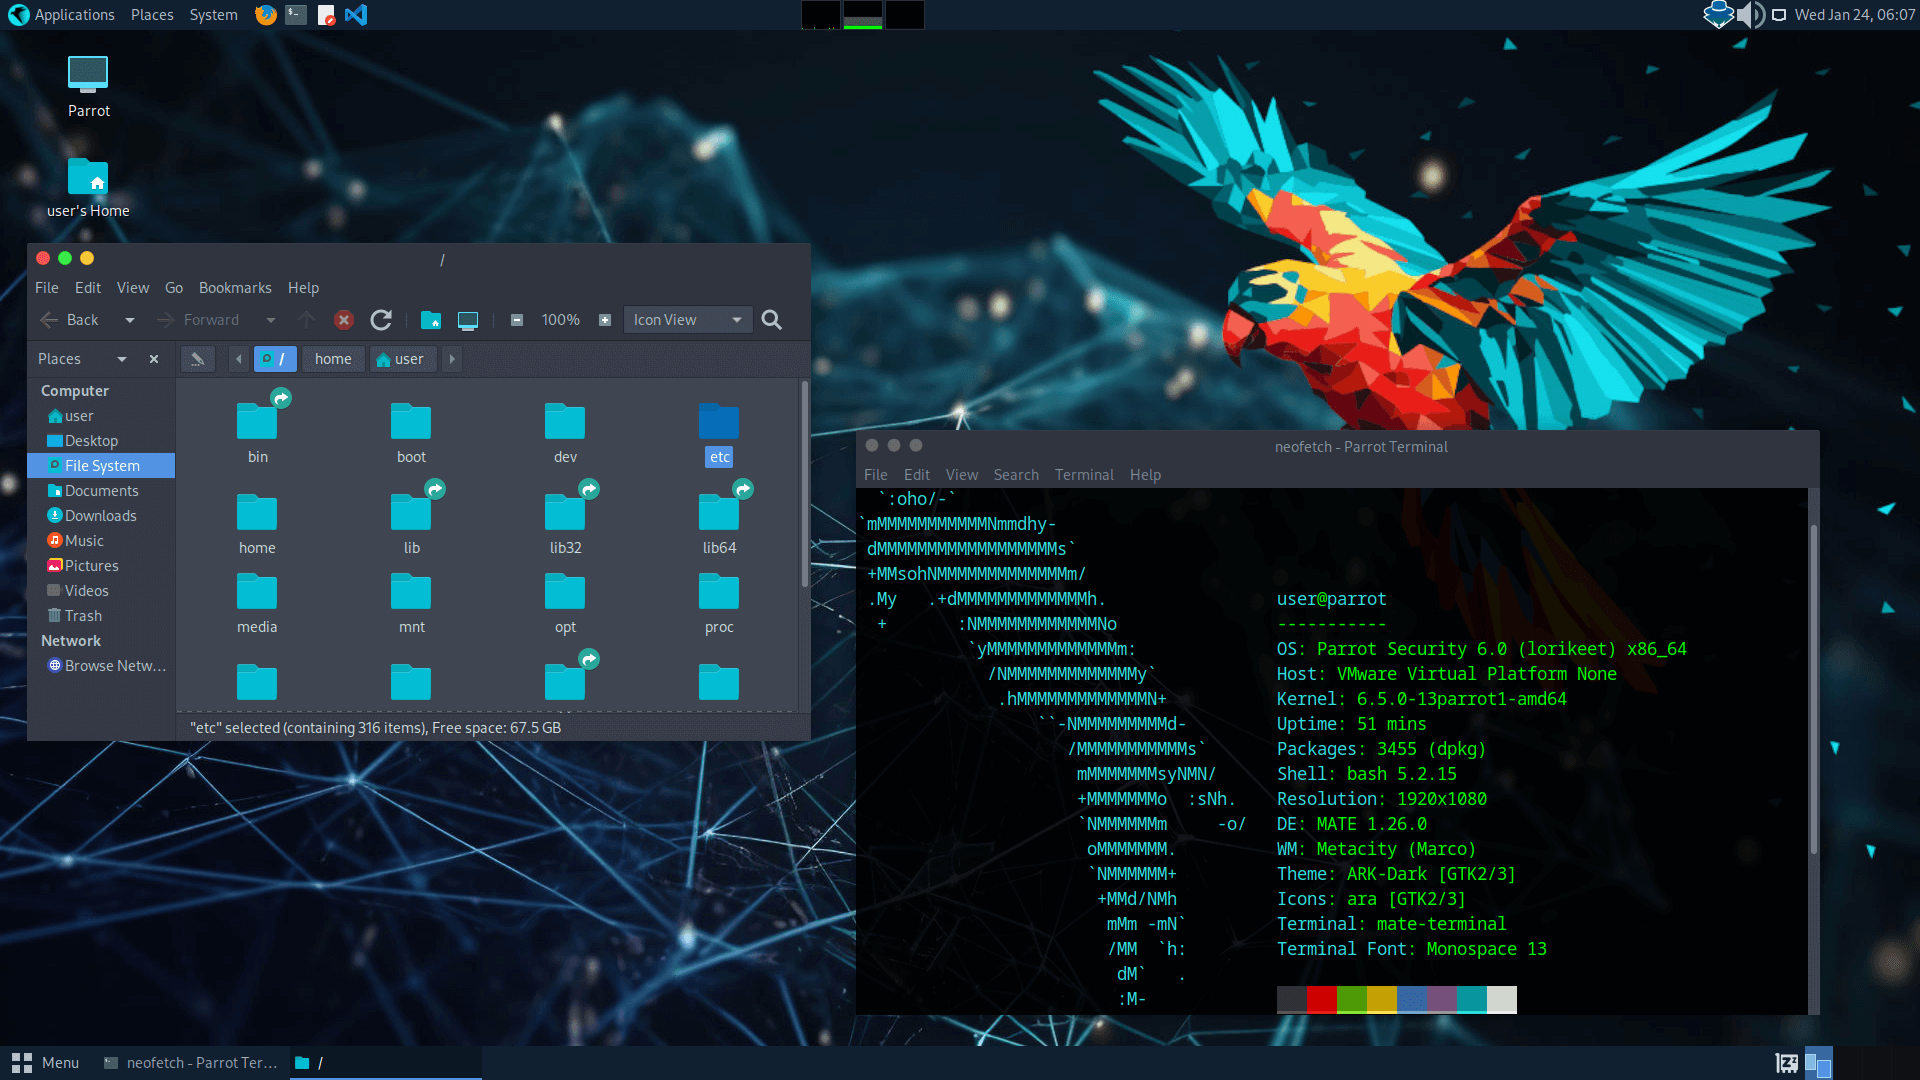 Applications Places System
Wed Jan 24, 06:07
Parrot
user's Home
/
File Edit View Go Bookmarks Help
Back Forward 100% Icon View
Places / home user
Computer
user
Desktop
File System
Documents
Downloads
Music
Pictures
Videos
Trash
Network
Browse Netw...
bin boot dev etc
home lib lib32 lib64
media mnt opt proc
"etc" selected (containing 316 items), Free space: 67.5 GB
neofetch - Parrot Terminal
File Edit View Search Terminal Help
`:oho/-`
`mMMMMMMMMMMMNmmdhy-
dMMMMMMMMMMMMMMMMMMs`
+MMsohNMMMMMMMMMMMMMm/
.My   .+dMMMMMMMMMMMMMh.      user@parrot
+       :NMMMMMMMMMMMMNo      -----------
`yMMMMMMMMMMMMMm:      OS: Parrot Security 6.0 (lorikeet) x86_64
/NMMMMMMMMMMMMMy`      Host: VMware Virtual Platform None
.hMMMMMMMMMMMMMN+      Kernel: 6.5.0-13parrot1-amd64
``-NMMMMMMMMMd-      Uptime: 51 mins
/MMMMMMMMMMMs`      Packages: 3455 (dpkg)
mMMMMMMMsyNMN/      Shell: bash 5.2.15
+MMMMMMMo  :sNh.      Resolution: 1920x1080
`NMMMMMMm     -o/      DE: MATE 1.26.0
oMMMMMMM.      WM: Metacity (Marco)
`NMMMMMM+      Theme: ARK-Dark [GTK2/3]
+MMd/NMh      Icons: ara [GTK2/3]
mMm -mN`      Terminal: mate-terminal
/MM  `h:      Terminal Font: Monospace 13
dM`   .
:M-
Menu neofetch - Parrot Ter... /